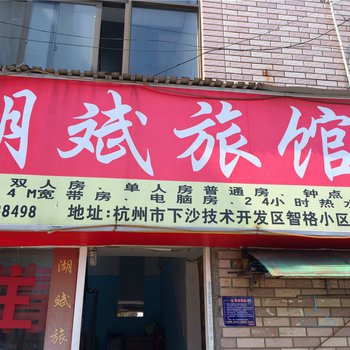 湖斌旅馆
双人房、单人房普通房、钟点
4M宽带房、电脑房、24小时热水
8498 地址:杭州市下沙技术开发区智格小区
湖斌旅
住